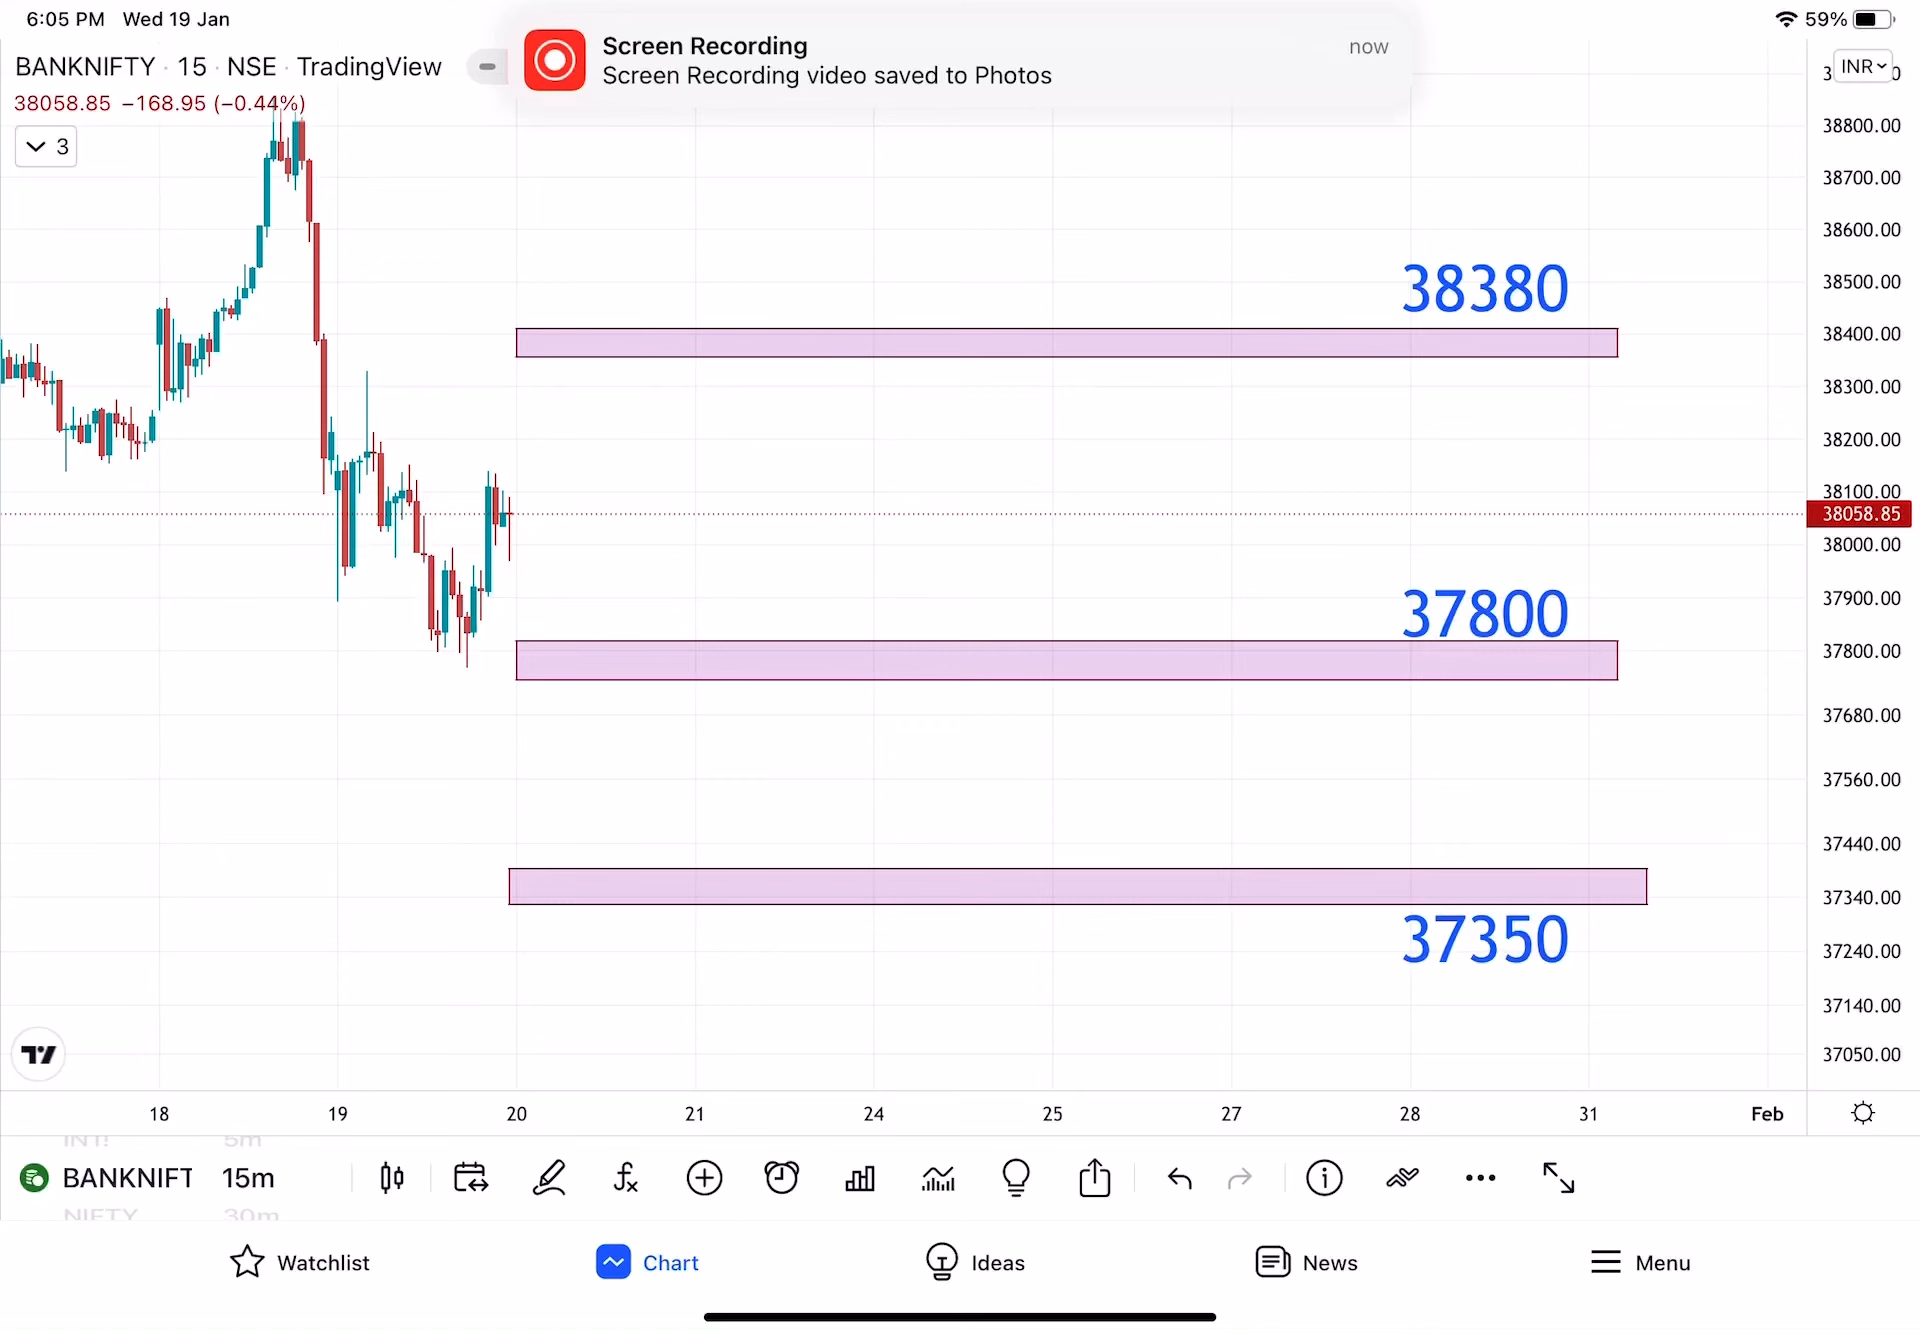 6:05 PM Wed 19 Jan
59%
Screen Recording
now
Screen Recording video saved to Photos
BANKNIFTY · 15 · NSE · TradingView
INR
38058.85 −168.95 (−0.44%)
3
38800.00
38700.00
38600.00
38500.00
38400.00
38300.00
38200.00
38100.00
38058.85
38000.00
37900.00
37800.00
37680.00
37560.00
37440.00
37340.00
37240.00
37140.00
37050.00
38380
37800
37350
18 19 20 21 24 25 27 28 31 Feb
5m
BANKNIFT 15m
NIFTY 30m
Watchlist Chart Ideas News Menu